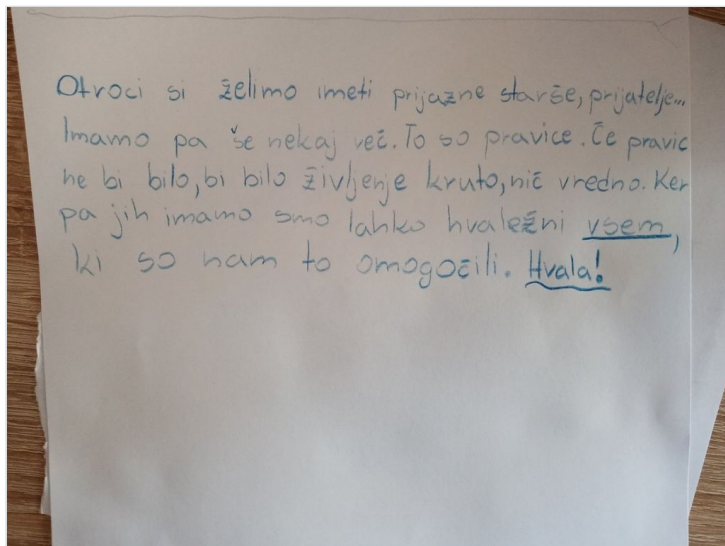 Otroci si želimo imeti prijazne starše, prijatelje...
Imamo pa še nekaj več. To so pravice. Če pravic
ne bi bilo, bi bilo življenje kruto, nič vredno. Ker
pa jih imamo smo lahko hvaležni vsem,
ki so nam to omogočili. Hvala!